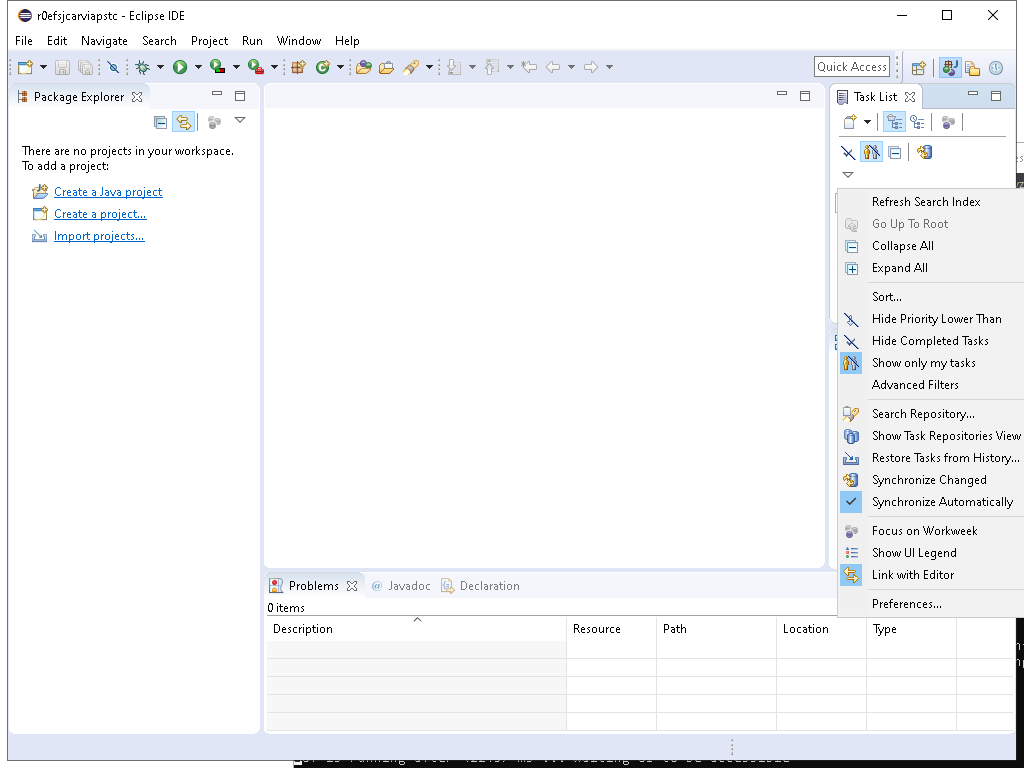 r0efsjcarviapstc - Eclipse IDE
File Edit Navigate Search Project Run Window Help
Quick Access
Package Explorer
Task List
There are no projects in your workspace.
To add a project:
Create a Java project
Create a project...
Import projects...
Refresh Search Index
Go Up To Root
Collapse All
Expand All
Sort...
Hide Priority Lower Than
Hide Completed Tasks
Show only my tasks
Advanced Filters
Search Repository...
Show Task Repositories View
Restore Tasks from History...
Synchronize Changed
Synchronize Automatically
Focus on Workweek
Show UI Legend
Link with Editor
Preferences...
Problems @ Javadoc Declaration
0 items
Description Resource Path Location Type